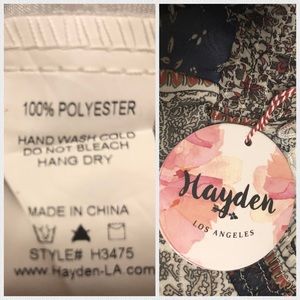 100% POLYESTER
HAND WASH COLD
DO NOT BLEACH
HANG DRY
MADE IN CHINA
STYLE# H3475
www.Hayden-LA.com
Hayden
LOS ANGELES